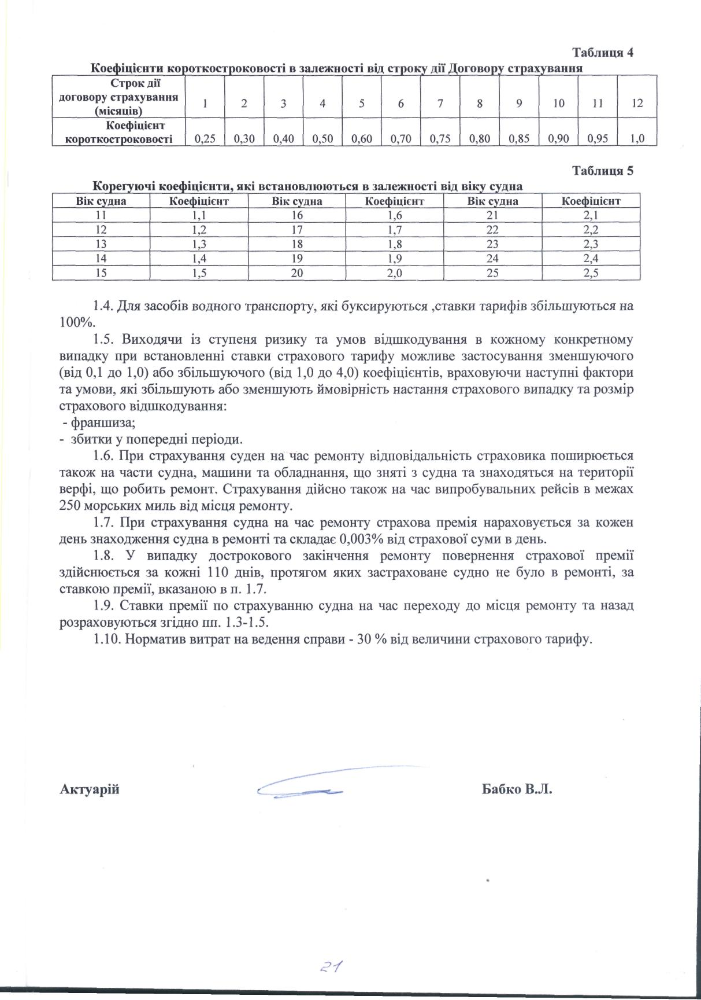 Таблиця 4
Коефіцієнти короткостроковості в залежності від строку дії Договору страхування
Строк дії
договору страхування
(місяців) 1 2 3 4 5 6 7 8 9 10 11 12
Коефіцієнт
короткостроковості 0,25 0,30 0,40 0,50 0,60 0,70 0,75 0,80 0,85 0,90 0,95 1,0
Таблиця 5
Корегуючі коефіцієнти, які встановлюються в залежності від віку судна
Вік судна Коефіцієнт Вік судна Коефіцієнт Вік судна Коефіцієнт
11 1,1 16 1,6 21 2,1
12 1,2 17 1,7 22 2,2
13 1,3 18 1,8 23 2,3
14 1,4 19 1,9 24 2,4
15 1,5 20 2,0 25 2,5
1.4. Для засобів водного транспорту, які буксируються ,ставки тарифів збільшуються на
100%.
1.5. Виходячи із ступеня ризику та умов відшкодування в кожному конкретному
випадку при встановленні ставки страхового тарифу можливе застосування зменшуючого
(від 0,1 до 1,0) або збільшуючого (від 1,0 до 4,0) коефіцієнтів, враховуючи наступні фактори
та умови, які збільшують або зменшують ймовірність настання страхового випадку та розмір
страхового відшкодування:
- франшиза;
- збитки у попередні періоди.
1.6. При страхування суден на час ремонту відповідальність страховика поширюється
також на части судна, машини та обладнання, що зняті з судна та знаходяться на території
верфі, що робить ремонт. Страхування дійсно також на час випробувальних рейсів в межах
250 морських миль від місця ремонту.
1.7. При страхування судна на час ремонту страхова премія нараховується за кожен
день знаходження судна в ремонті та складає 0,003% від страхової суми в день.
1.8. У випадку дострокового закінчення ремонту повернення страхової премії
здійснюється за кожні 110 днів, протягом яких застраховане судно не було в ремонті, за
ставкою премії, вказаною в п. 1.7.
1.9. Ставки премії по страхуванню судна на час переходу до місця ремонту та назад
розраховуються згідно пп. 1.3-1.5.
1.10. Норматив витрат на ведення справи - 30 % від величини страхового тарифу.
Актуарій Бабко В.Л.
21